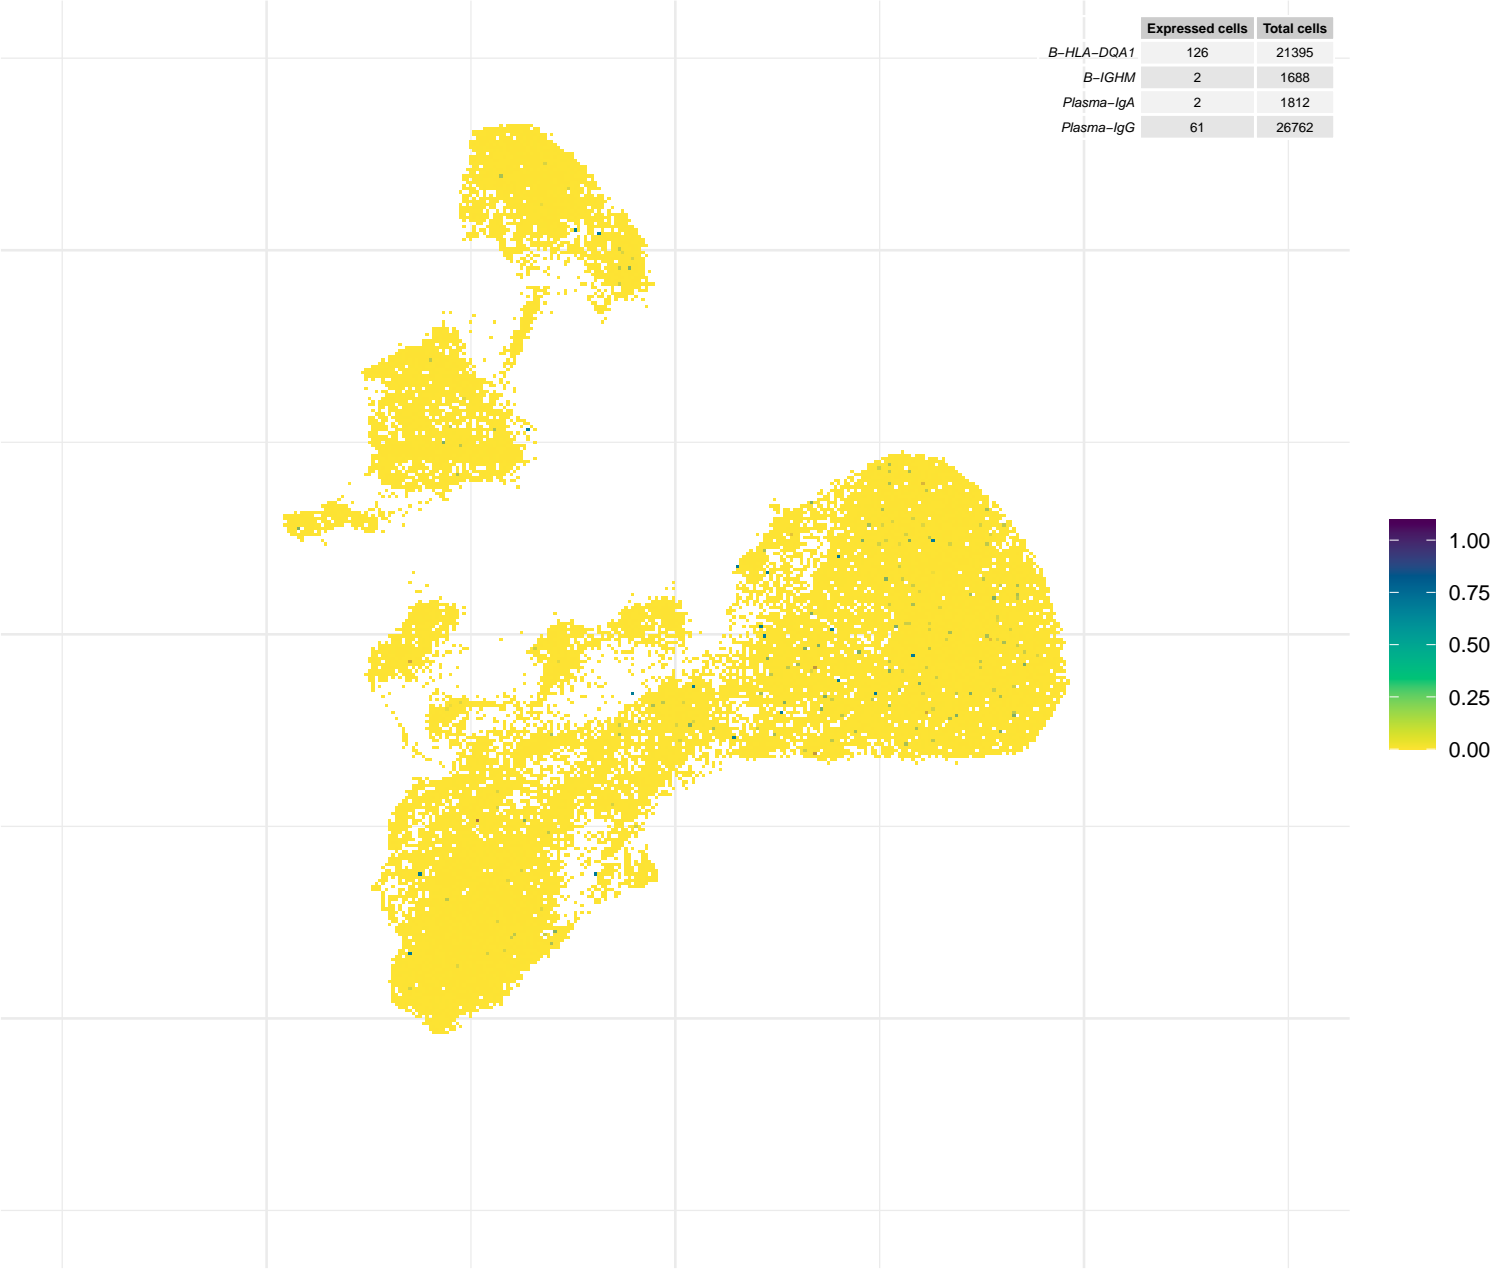 Expressed cells Total cells
B−HLA−DQA1 126 21395
B−IGHM 2 1688
Plasma−IgA 2 1812
Plasma−IgG 61 26762
1.00
0.75
0.50
0.25
0.00